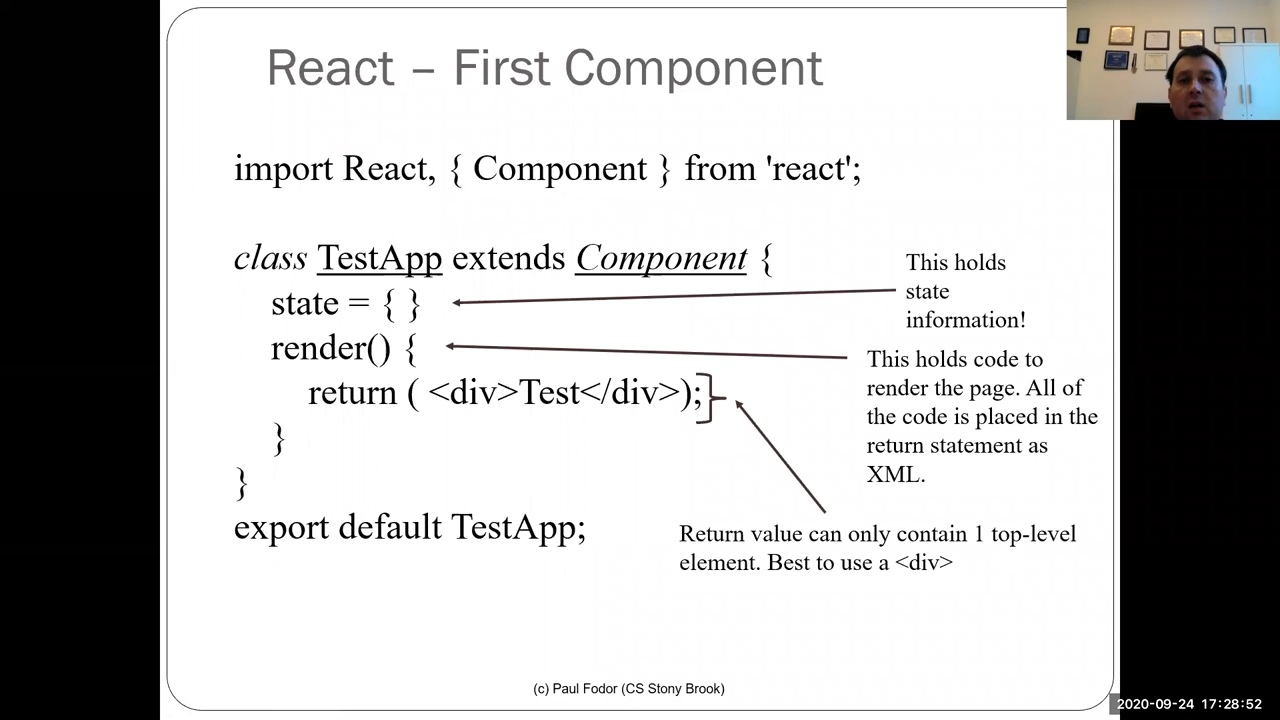 React – First Component
import React, { Component } from 'react';
class TestApp extends Component {
state = { }
render() {
return ( <div>Test</div>);
}
}
export default TestApp;
This holds
state
information!
This holds code to
render the page. All of
the code is placed in the
return statement as
XML.
Return value can only contain 1 top-level
element. Best to use a <div>
(c) Paul Fodor (CS Stony Brook)
2020-09-24 17:28:52